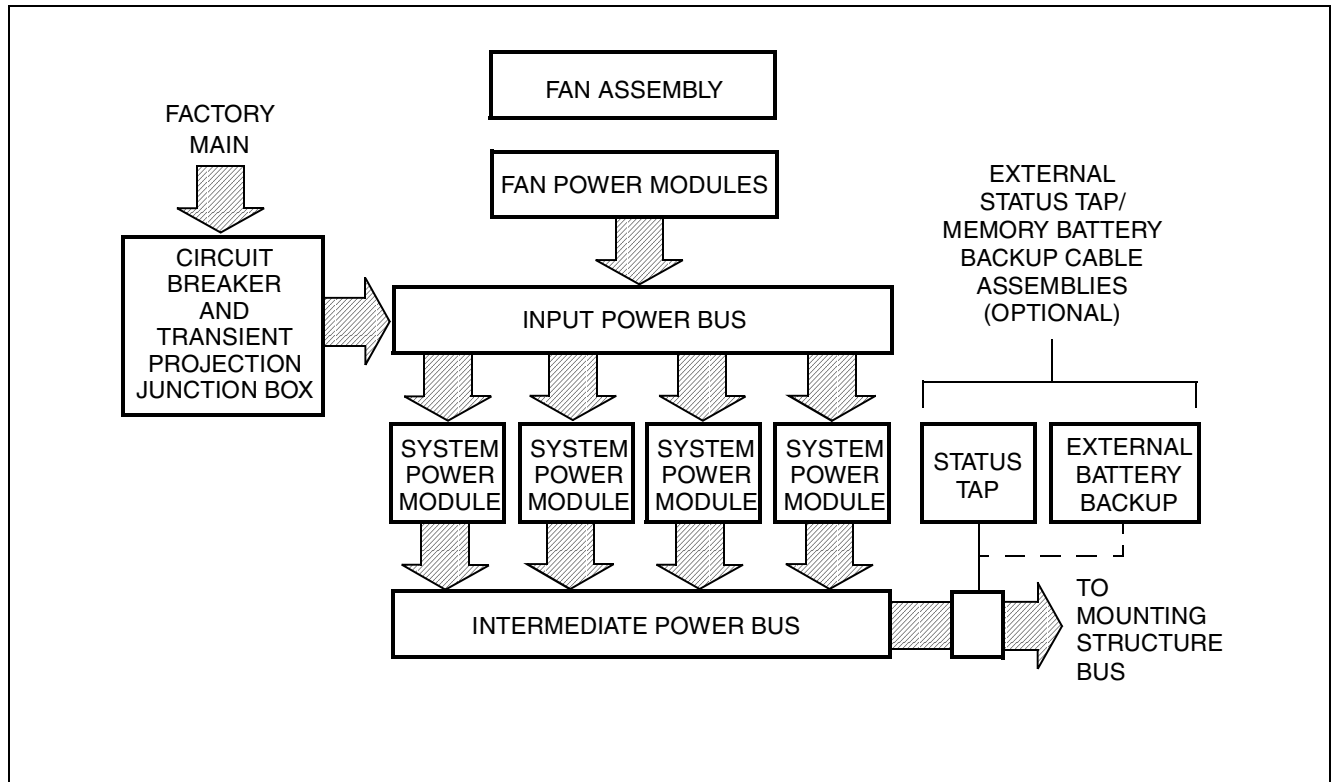 FAN ASSEMBLY
FACTORY
MAIN
FAN POWER MODULES
EXTERNAL
STATUS TAP/
MEMORY BATTERY
BACKUP CABLE
ASSEMBLIES
(OPTIONAL)
CIRCUIT
BREAKER
AND
TRANSIENT
PROJECTION
JUNCTION BOX
INPUT POWER BUS
SYSTEM
POWER
MODULE
SYSTEM
POWER
MODULE
SYSTEM
POWER
MODULE
SYSTEM
POWER
MODULE
STATUS
TAP
EXTERNAL
BATTERY
BACKUP
INTERMEDIATE POWER BUS
TO
MOUNTING
STRUCTURE
BUS